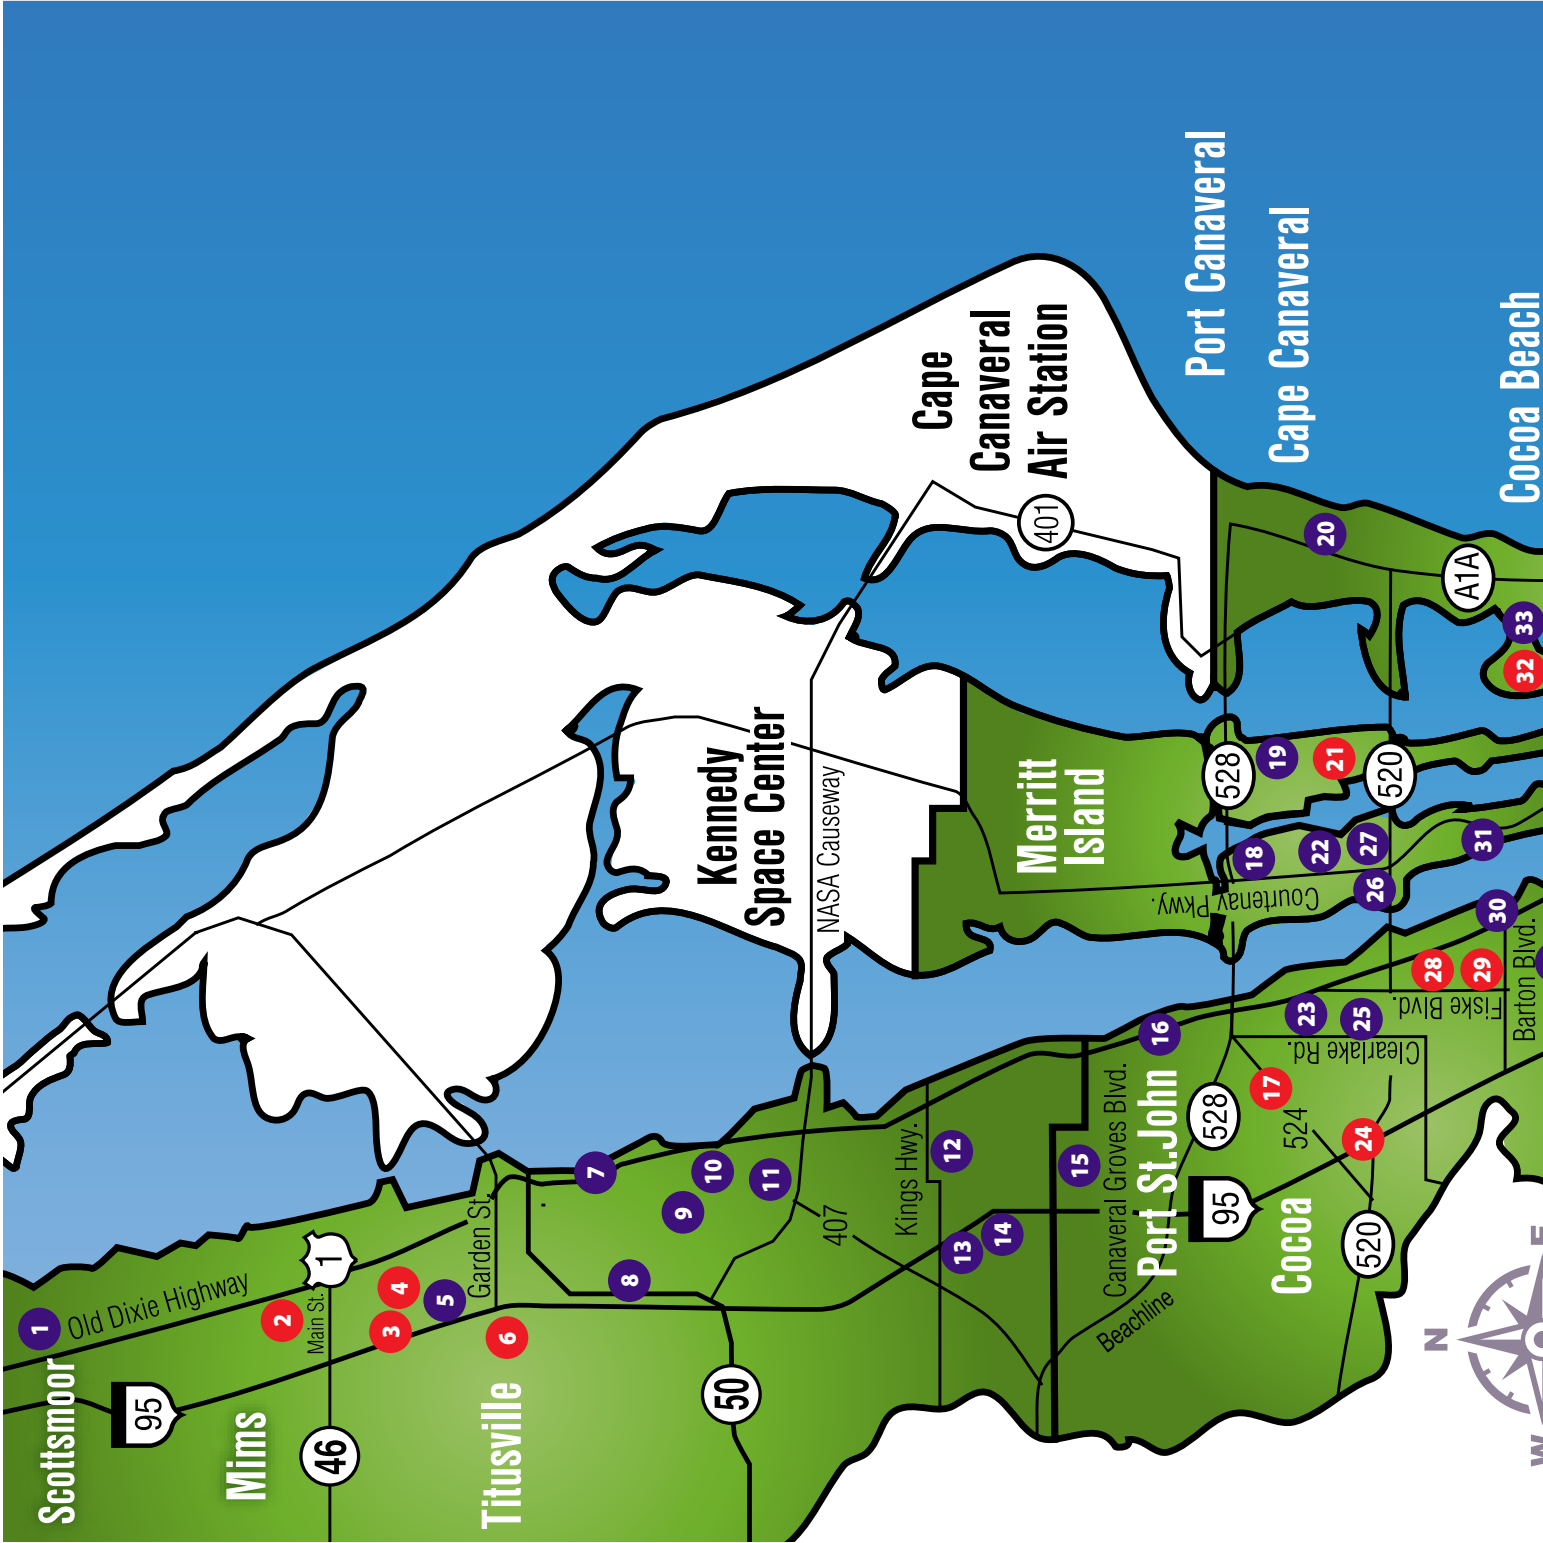 Scottsmoor
1
Old Dixie Highway
95
Mims
2
Main St.
1
46
3
4
5
Garden St.
6
Titusville
7
8
9
10
11
50
407
Kennedy
Space Center
NASA Causeway
Cape
Canaveral
Air Station
401
Kings Hwy.
12
13
14
15
Canaveral Groves Blvd.
Port St.John
16
Beachline
Merritt
Island
Courtenay Pkwy.
528
528
95
17
524
Cocoa
18
19
20
21
22
23
24
25
26
27
520
520
Port Canaveral
Cape Canaveral
Cocoa Beach
A1A
Clearlake Rd.
Fiske Blvd.
28
29
30
31
32
33
Barton Blvd.
N
W
E